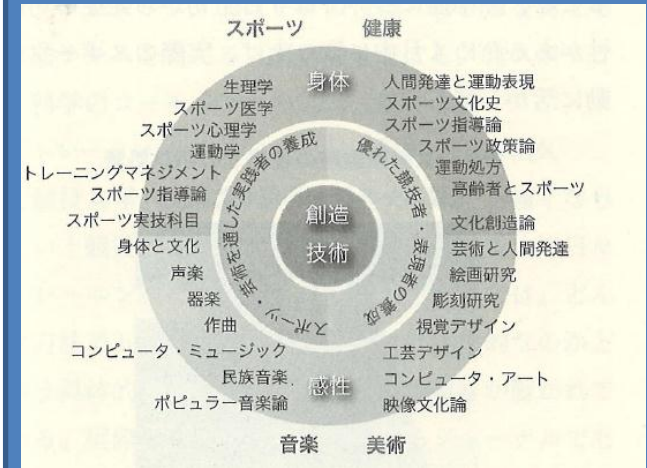 スポーツ
健康
身体
生理学
スポーツ医学
スポーツ心理学
運動学
トレーニングマネジメント
スポーツ指導論
スポーツ実技科目
身体と文化
声楽
器楽
作曲
コンピュータ・ミュージック
民族音楽
ポピュラー音楽論
人間発達と運動表現
スポーツ文化史
スポーツ指導論
スポーツ政策論
運動処方
高齢者とスポーツ
文化創造論
芸術と人間発達
絵画研究
彫刻研究
視覚デザイン
工芸デザイン
コンピュータ・アート
映像文化論
スポーツ・芸術を通した実践者の養成
優れた競技者・表現者の養成
創造
技術
感性
音楽
美術